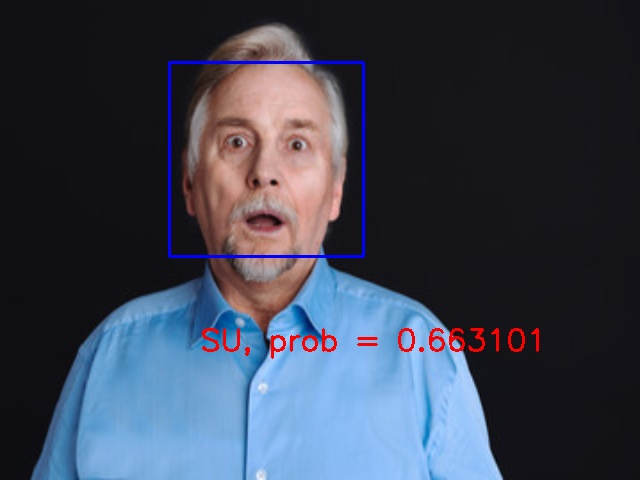 SU, prob = 0.663101